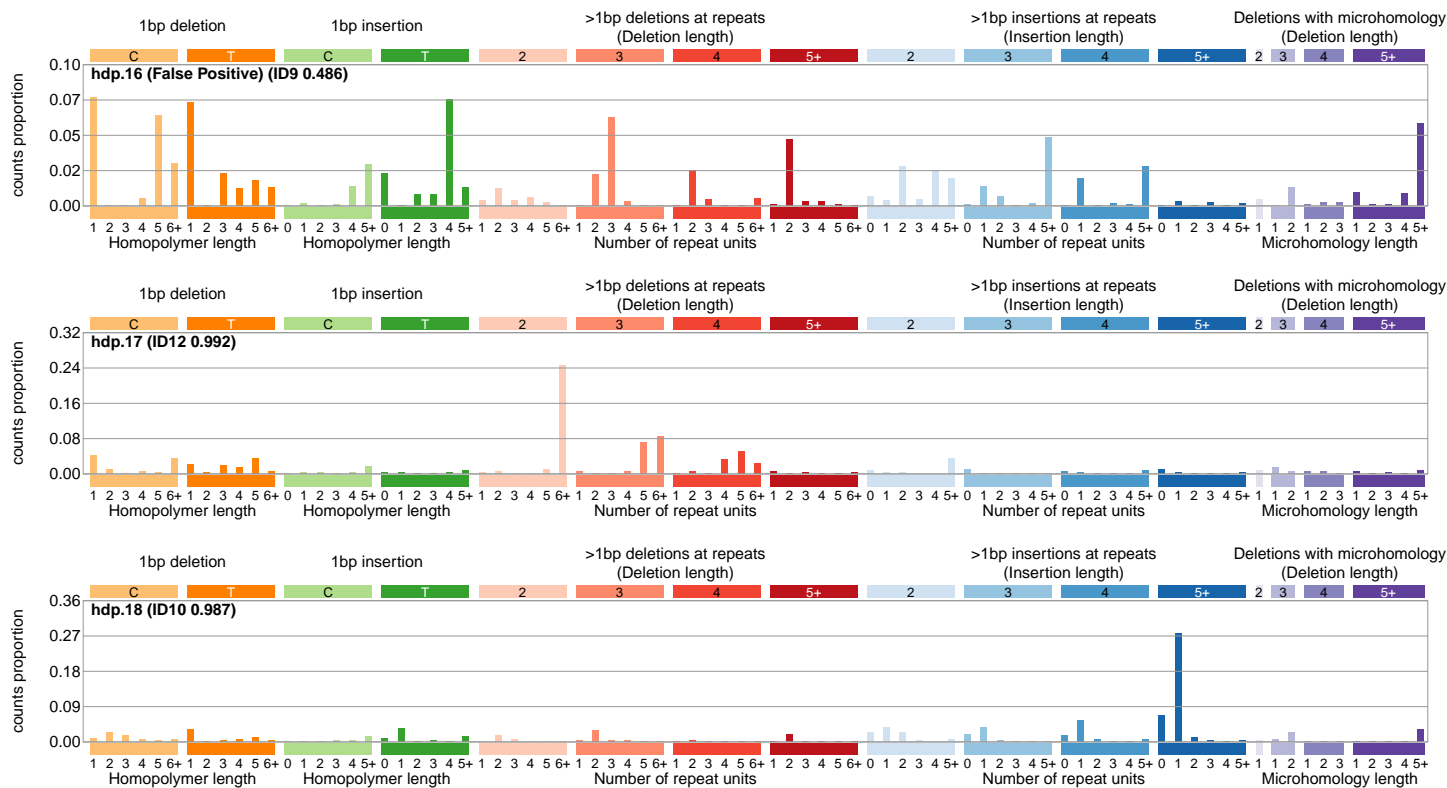 1bp deletion 1bp insertion >1bp deletions at repeats >1bp insertions at repeats Deletions with microhomology
(Deletion length) (Insertion length) (Deletion length)
C T C T 2 3 4 5+ 2 3 4 5+ 2 3 4 5+
hdp.16 (False Positive) (ID9 0.486)
counts proportion
0.10
0.07
0.05
0.02
0.00
1 2 3 4 5 6+ 1 2 3 4 5 6+ 0 1 2 3 4 5+ 0 1 2 3 4 5+ 1 2 3 4 5 6+ 1 2 3 4 5 6+ 1 2 3 4 5 6+ 1 2 3 4 5 6+ 0 1 2 3 4 5+ 0 1 2 3 4 5+ 0 1 2 3 4 5+ 0 1 2 3 4 5+ 1 1 2 1 2 3 1 2 3 4 5+
Homopolymer length Homopolymer length Number of repeat units Number of repeat units Microhomology length
1bp deletion 1bp insertion >1bp deletions at repeats >1bp insertions at repeats Deletions with microhomology
(Deletion length) (Insertion length) (Deletion length)
C T C T 2 3 4 5+ 2 3 4 5+ 2 3 4 5+
hdp.17 (ID12 0.992)
counts proportion
0.32
0.24
0.16
0.08
0.00
1 2 3 4 5 6+ 1 2 3 4 5 6+ 0 1 2 3 4 5+ 0 1 2 3 4 5+ 1 2 3 4 5 6+ 1 2 3 4 5 6+ 1 2 3 4 5 6+ 1 2 3 4 5 6+ 0 1 2 3 4 5+ 0 1 2 3 4 5+ 0 1 2 3 4 5+ 0 1 2 3 4 5+ 1 1 2 1 2 3 1 2 3 4 5+
Homopolymer length Homopolymer length Number of repeat units Number of repeat units Microhomology length
1bp deletion 1bp insertion >1bp deletions at repeats >1bp insertions at repeats Deletions with microhomology
(Deletion length) (Insertion length) (Deletion length)
C T C T 2 3 4 5+ 2 3 4 5+ 2 3 4 5+
hdp.18 (ID10 0.987)
counts proportion
0.36
0.27
0.18
0.09
0.00
1 2 3 4 5 6+ 1 2 3 4 5 6+ 0 1 2 3 4 5+ 0 1 2 3 4 5+ 1 2 3 4 5 6+ 1 2 3 4 5 6+ 1 2 3 4 5 6+ 1 2 3 4 5 6+ 0 1 2 3 4 5+ 0 1 2 3 4 5+ 0 1 2 3 4 5+ 0 1 2 3 4 5+ 1 1 2 1 2 3 1 2 3 4 5+
Homopolymer length Homopolymer length Number of repeat units Number of repeat units Microhomology length